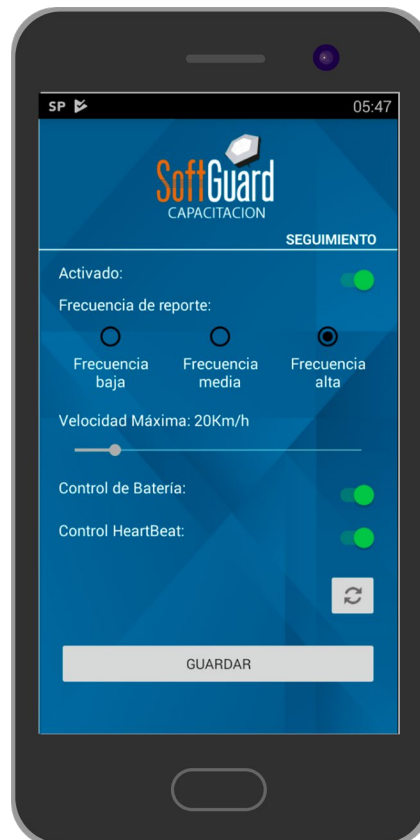 SP 05:47
SoftGuard
CAPACITACION
SEGUIMIENTO
Activado:
Frecuencia de reporte:
Frecuencia baja
Frecuencia media
Frecuencia alta
Velocidad Máxima: 20Km/h
Control de Batería:
Control HeartBeat:
GUARDAR